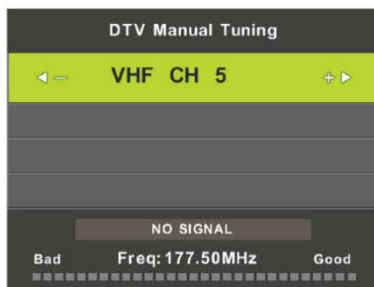 DTV Manual Tuning
VHF CH 5
NO SIGNAL
Bad Freq:177.50MHz Good